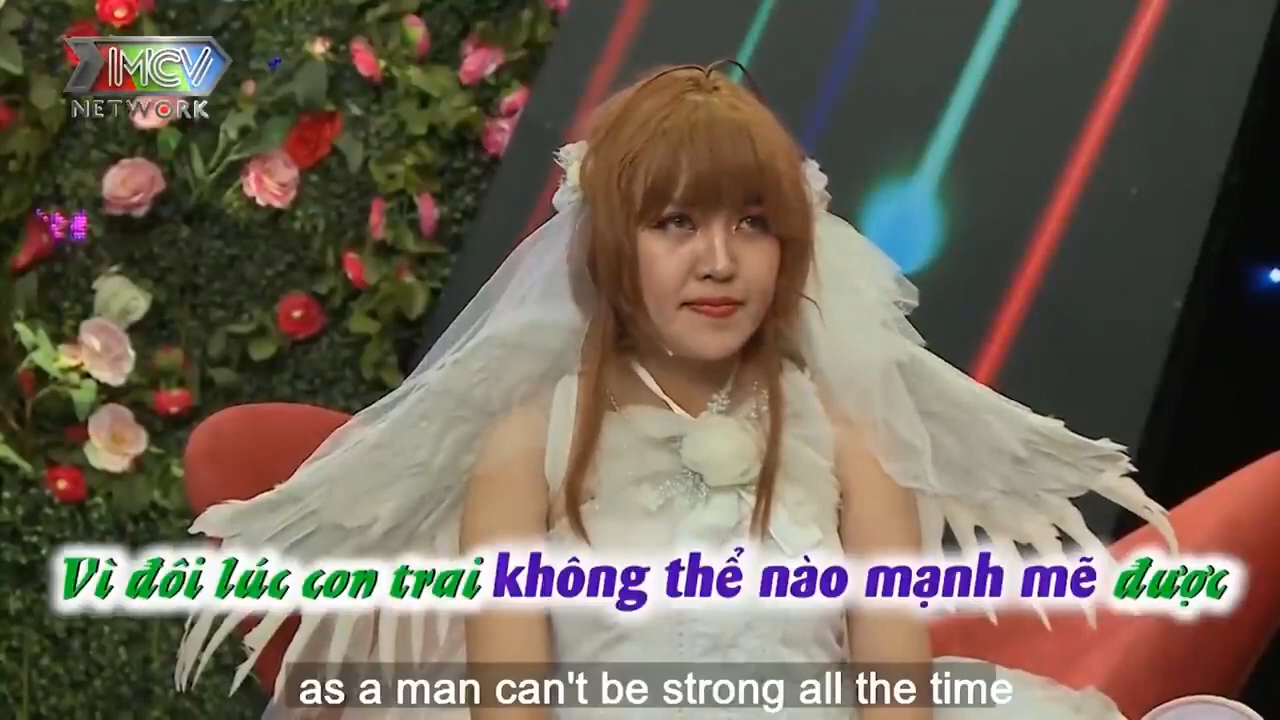 MCV
NETWORK
Vì đôi lúc con trai không thể nào mạnh mẽ được
as a man can't be strong all the time